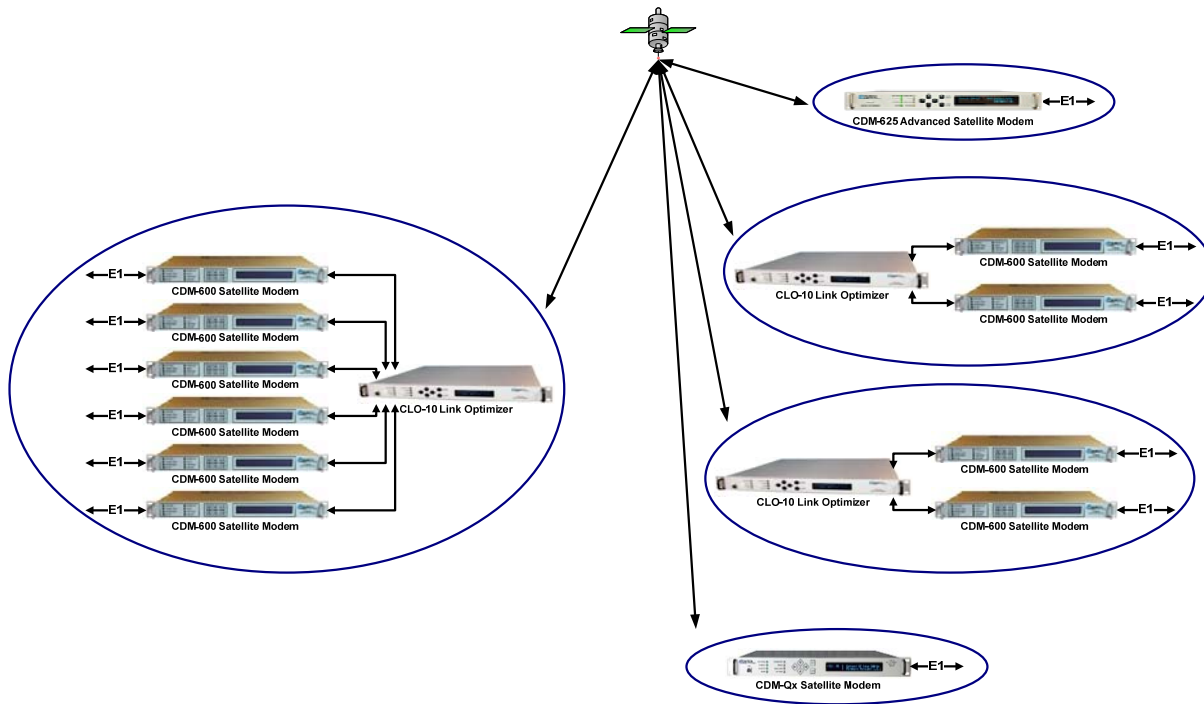 E1
CDM-625 Advanced Satellite Modem
E1
CDM-600 Satellite Modem
E1
CDM-600 Satellite Modem
E1
CDM-600 Satellite Modem
E1
CDM-600 Satellite Modem
E1
CDM-600 Satellite Modem
E1
CDM-600 Satellite Modem
CLO-10 Link Optimizer
E1
CDM-600 Satellite Modem
CLO-10 Link Optimizer
E1
CDM-600 Satellite Modem
E1
CDM-600 Satellite Modem
CLO-10 Link Optimizer
E1
CDM-600 Satellite Modem
E1
CDM-Qx Satellite Modem